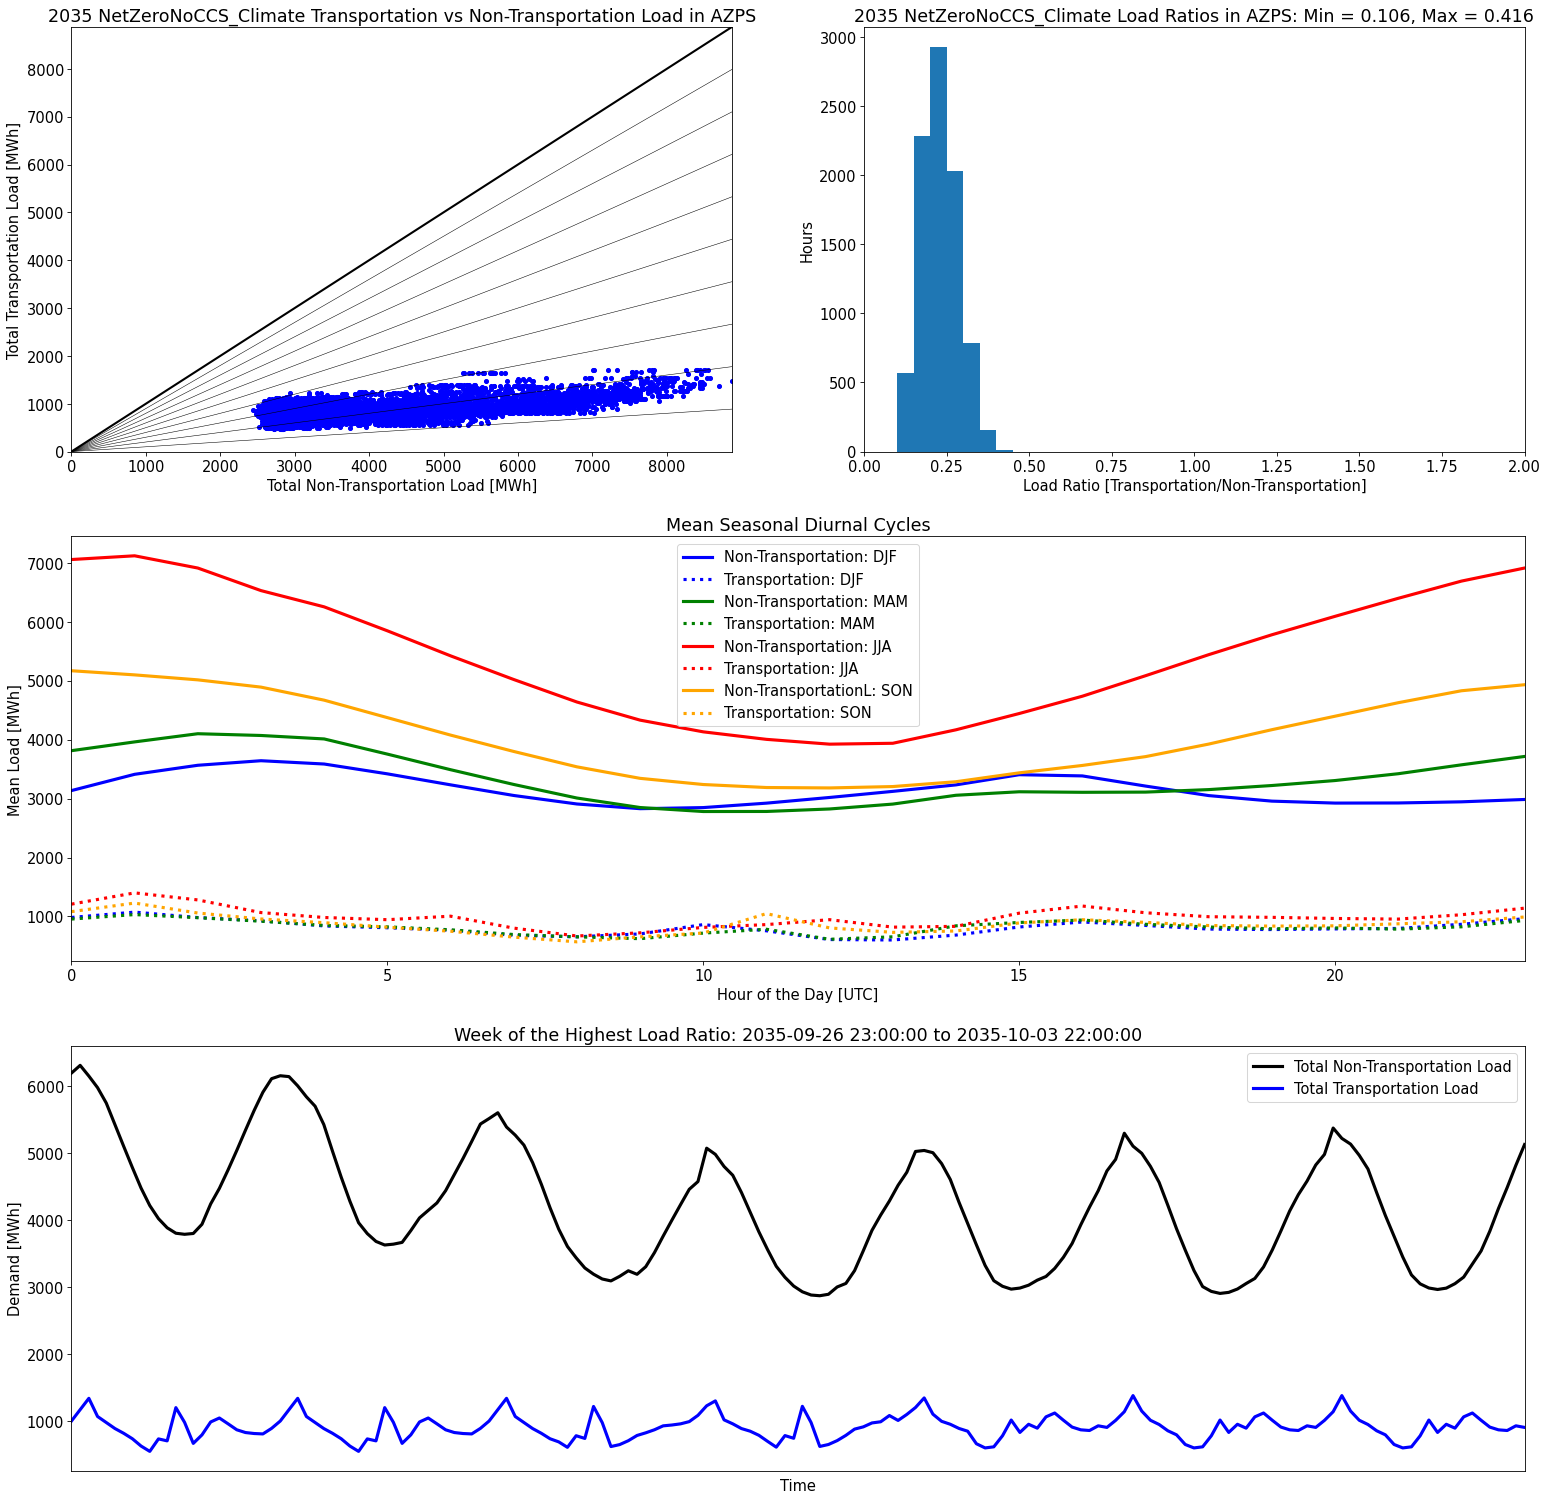 2035 NetZeroNoCCS_Climate Transportation vs Non-Transportation Load in AZPS
Total Transportation Load [MWh]
8000
7000
6000
5000
4000
3000
2000
1000
0
0 1000 2000 3000 4000 5000 6000 7000 8000
Total Non-Transportation Load [MWh]
2035 NetZeroNoCCS_Climate Load Ratios in AZPS: Min = 0.106, Max = 0.416
Hours
3000
2500
2000
1500
1000
500
0
0.00 0.25 0.50 0.75 1.00 1.25 1.50 1.75 2.00
Load Ratio [Transportation/Non-Transportation]
Mean Seasonal Diurnal Cycles
Mean Load [MWh]
7000
6000
5000
4000
3000
2000
1000
Non-Transportation: DJF
Transportation: DJF
Non-Transportation: MAM
Transportation: MAM
Non-Transportation: JJA
Transportation: JJA
Non-TransportationL: SON
Transportation: SON
0 5 10 15 20
Hour of the Day [UTC]
Week of the Highest Load Ratio: 2035-09-26 23:00:00 to 2035-10-03 22:00:00
Demand [MWh]
6000
5000
4000
3000
2000
1000
Total Non-Transportation Load
Total Transportation Load
Time